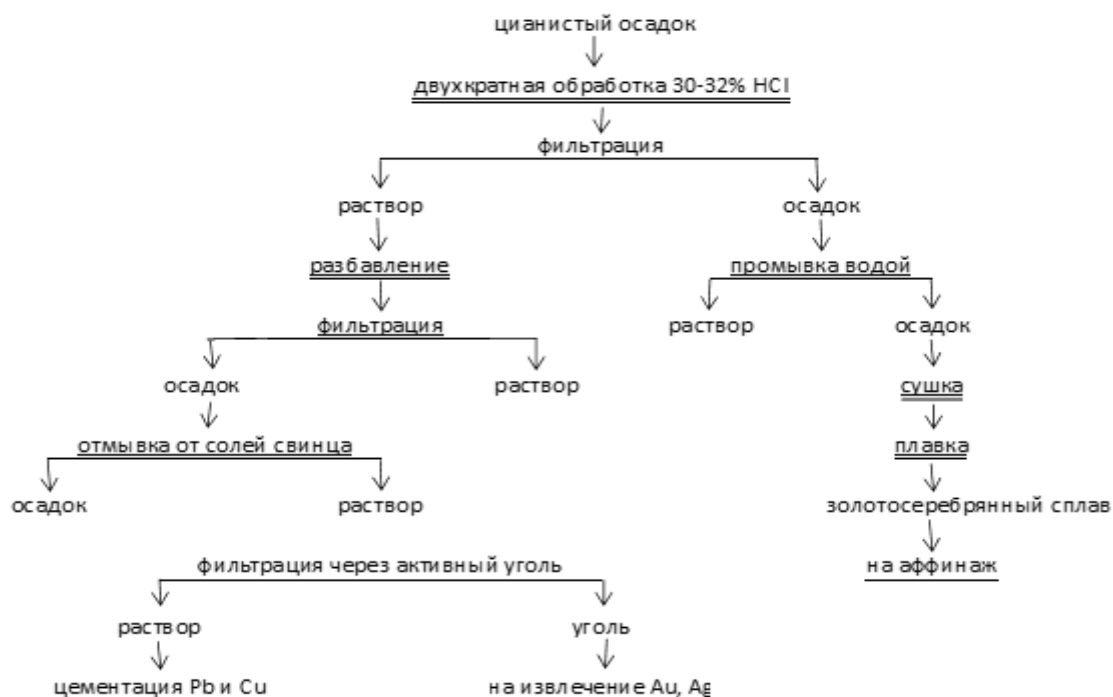 цианистый осадок
двухкратная обработка 30-32% HCl
фильтрация
раствор осадок
разбавление промывка водой
фильтрация раствор осадок
осадок раствор сушка
отмывка от солей свинца плавка
осадок раствор золотосеребрянный сплав
фильтрация через активный уголь на аффинаж
раствор уголь
цементация Pb и Cu на извлечение Au, Ag